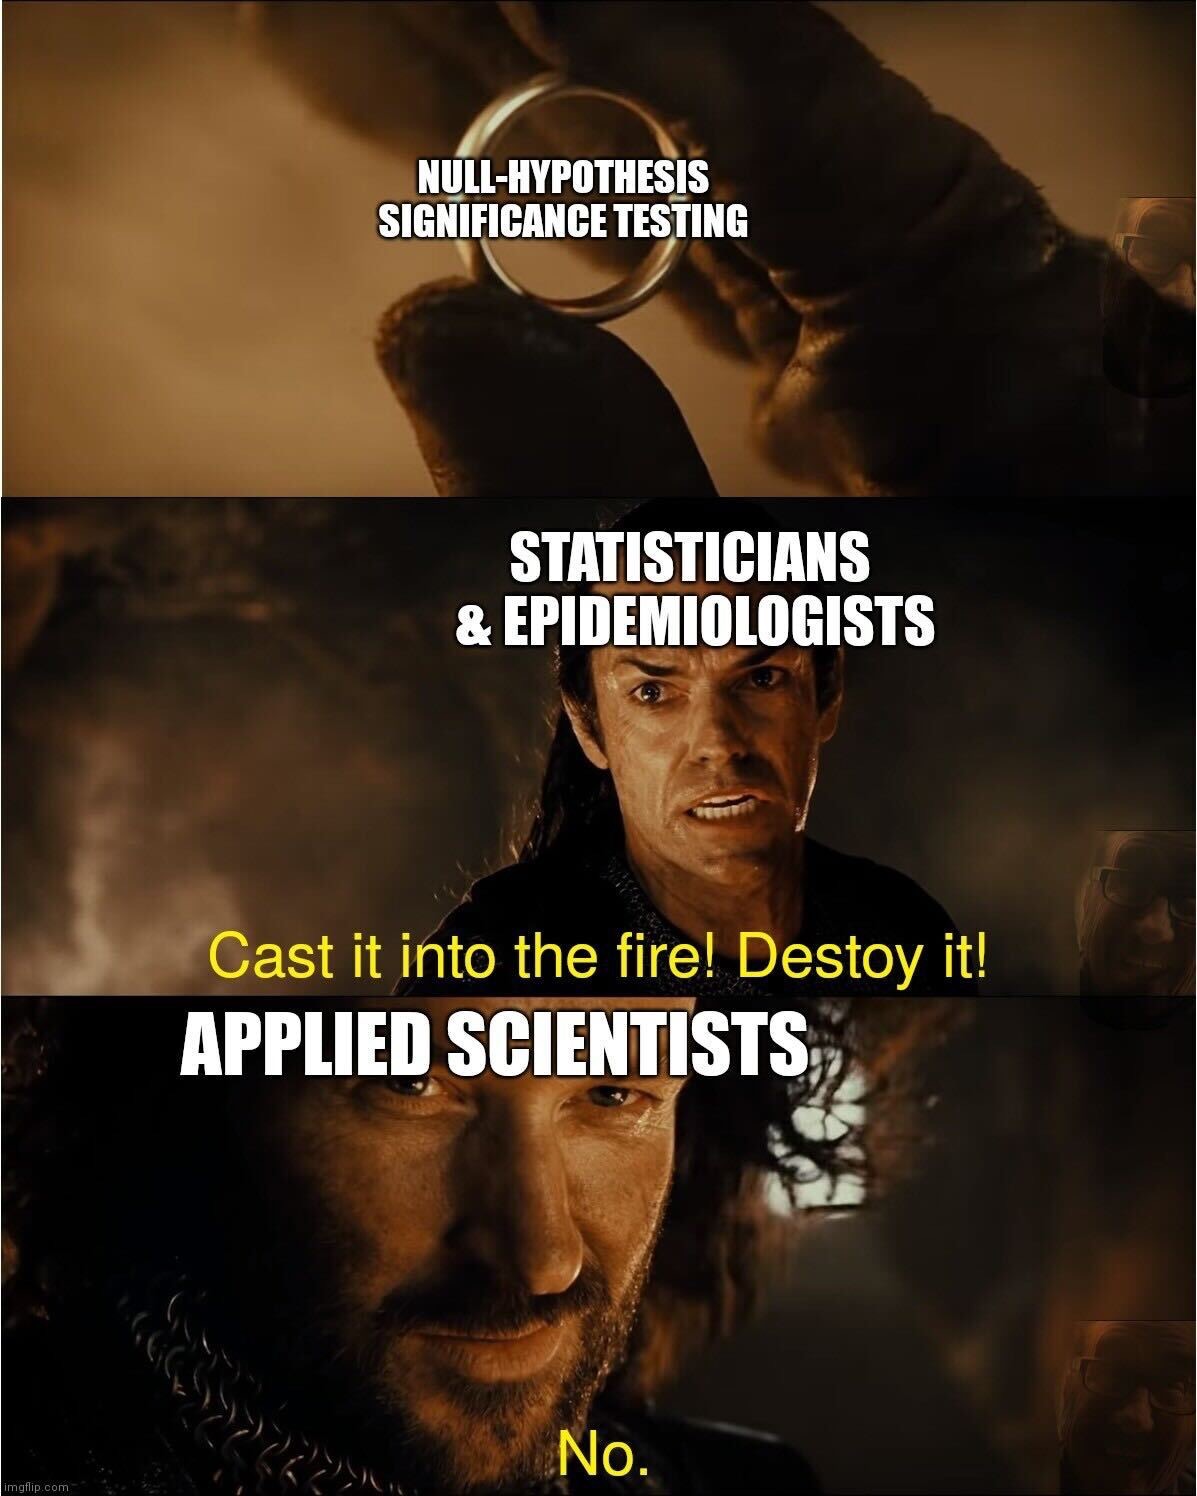 NULL-HYPOTHESIS
SIGNIFICANCE TESTING
STATISTICIANS
& EPIDEMIOLOGISTS
Cast it into the fire! Destoy it!
APPLIED SCIENTISTS
No.
imgflip.com